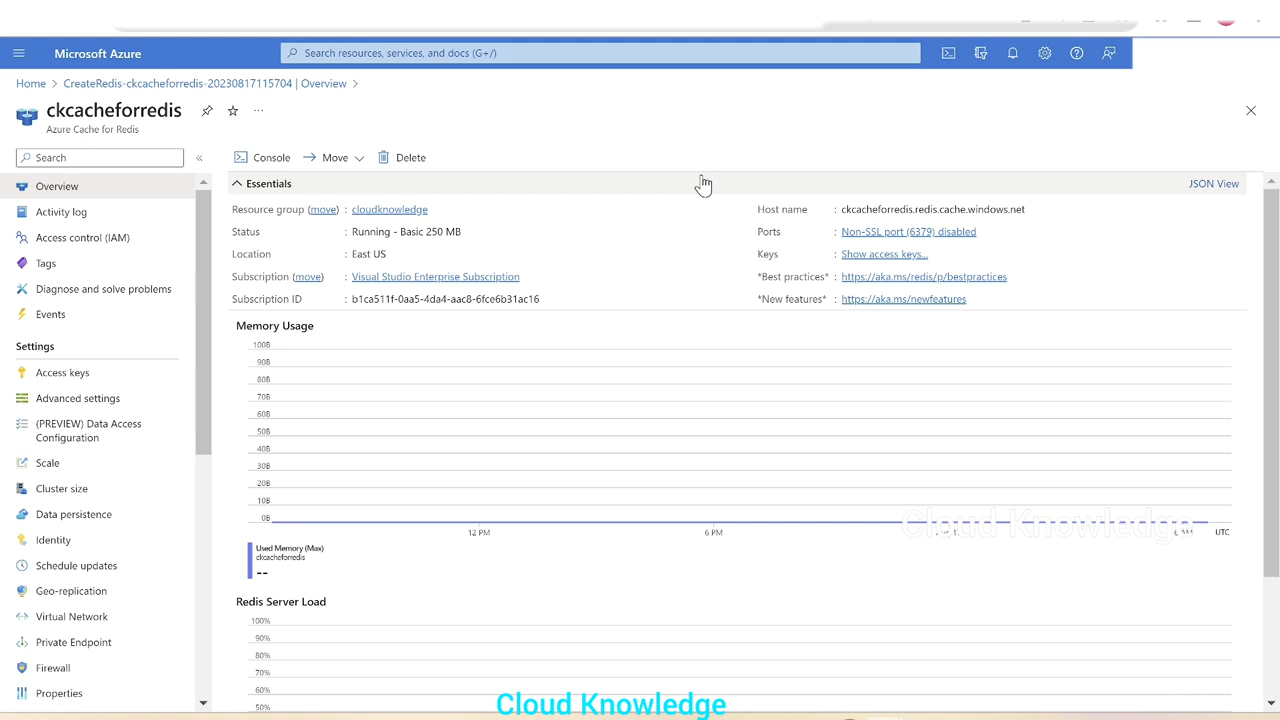 Microsoft Azure
Search resources, services, and docs (G+/)
Home > CreateRedis-ckcacheforredis-20230817115704 | Overview >
ckcacheforredis
Azure Cache for Redis
Search
«
Console
Move
Delete
Overview
Activity log
Access control (IAM)
Tags
Diagnose and solve problems
Events
Settings
Access keys
Advanced settings
(PREVIEW) Data Access
Configuration
Scale
Cluster size
Data persistence
Identity
Schedule updates
Geo-replication
Virtual Network
Private Endpoint
Firewall
Properties
Essentials
JSON View
Resource group (move) : cloudknowledge
Status : Running - Basic 250 MB
Location : East US
Subscription (move) : Visual Studio Enterprise Subscription
Subscription ID : b1ca511f-0aa5-4da4-aac8-6fce6b31ac16
Host name : ckcacheforredis.redis.cache.windows.net
Ports : Non-SSL port (6379) disabled
Keys : Show access keys...
*Best practices* : https://aka.ms/redis/p/bestpractices
*New features* : https://aka.ms/newfeatures
Memory Usage
100B
90B
80B
70B
60B
50B
40B
30B
20B
10B
0B
12 PM
6 PM
6 AM
UTC
Cloud Knowledge
Used Memory (Max)
ckcacheforredis
--
Redis Server Load
100%
90%
80%
70%
60%
50%
Cloud Knowledge